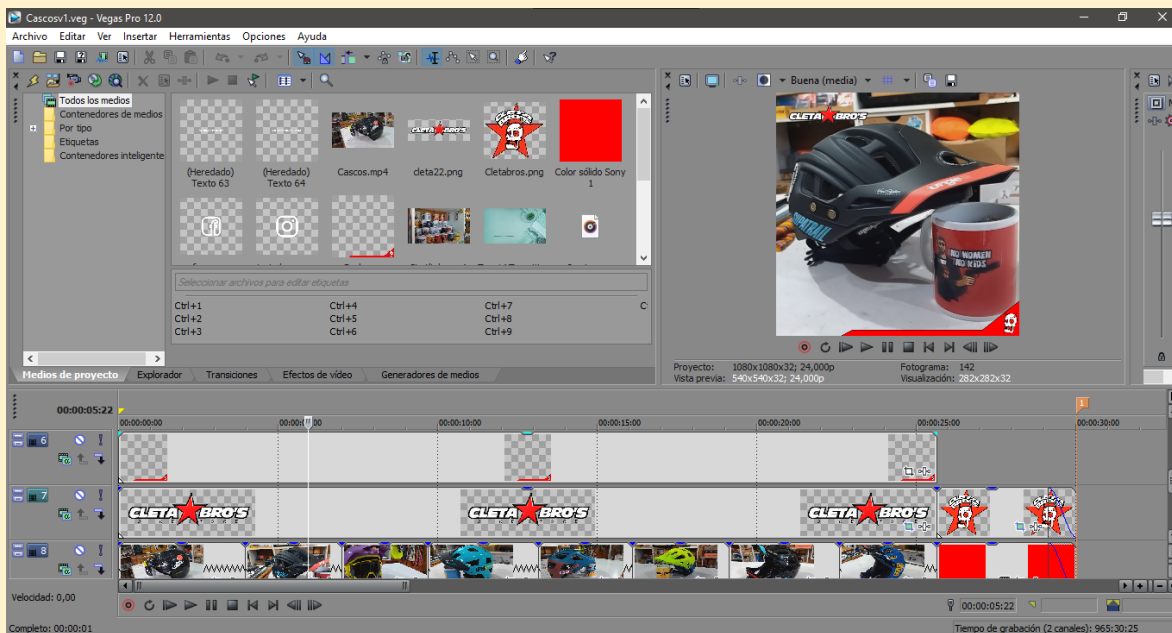 Cascosv1.veg - Vegas Pro 12.0
Archivo Editar Ver Insertar Herramientas Opciones Ayuda
Todos los medios
Contenedores de medios
Por tipo
Etiquetas
Contenedores inteligente
(Heredado) Texto 63
(Heredado) Texto 64
Cascos.mp4
cleta22.png
Cletabros.png
Color sólido Sony 1
Seleccionar archivos para editar etiquetas
Ctrl+1 Ctrl+4 Ctrl+7 C
Ctrl+2 Ctrl+5 Ctrl+8
Ctrl+3 Ctrl+6 Ctrl+9
Medios de proyecto Explorador Transiciones Efectos de vídeo Generadores de medios
Buena (media)
CLETA BRO'S
SUPATRAIL
NO WOMEN
NO KIDS
Proyecto: 1080x1080x32; 24,000p Fotograma: 142
Vista previa: 540x540x32; 24,000p Visualización: 282x282x32
00:00:05:22
1
00:00:00:00 00:00:10:00 00:00:15:00 00:00:20:00 00:00:25:00 00:00:30:00
6
7
CLETA BRO'S CLETA BRO'S CLETA BRO'S
8
Velocidad: 0,00
00:00:05:22
Completo: 00:00:01
Tiempo de grabación (2 canales): 965:30:25